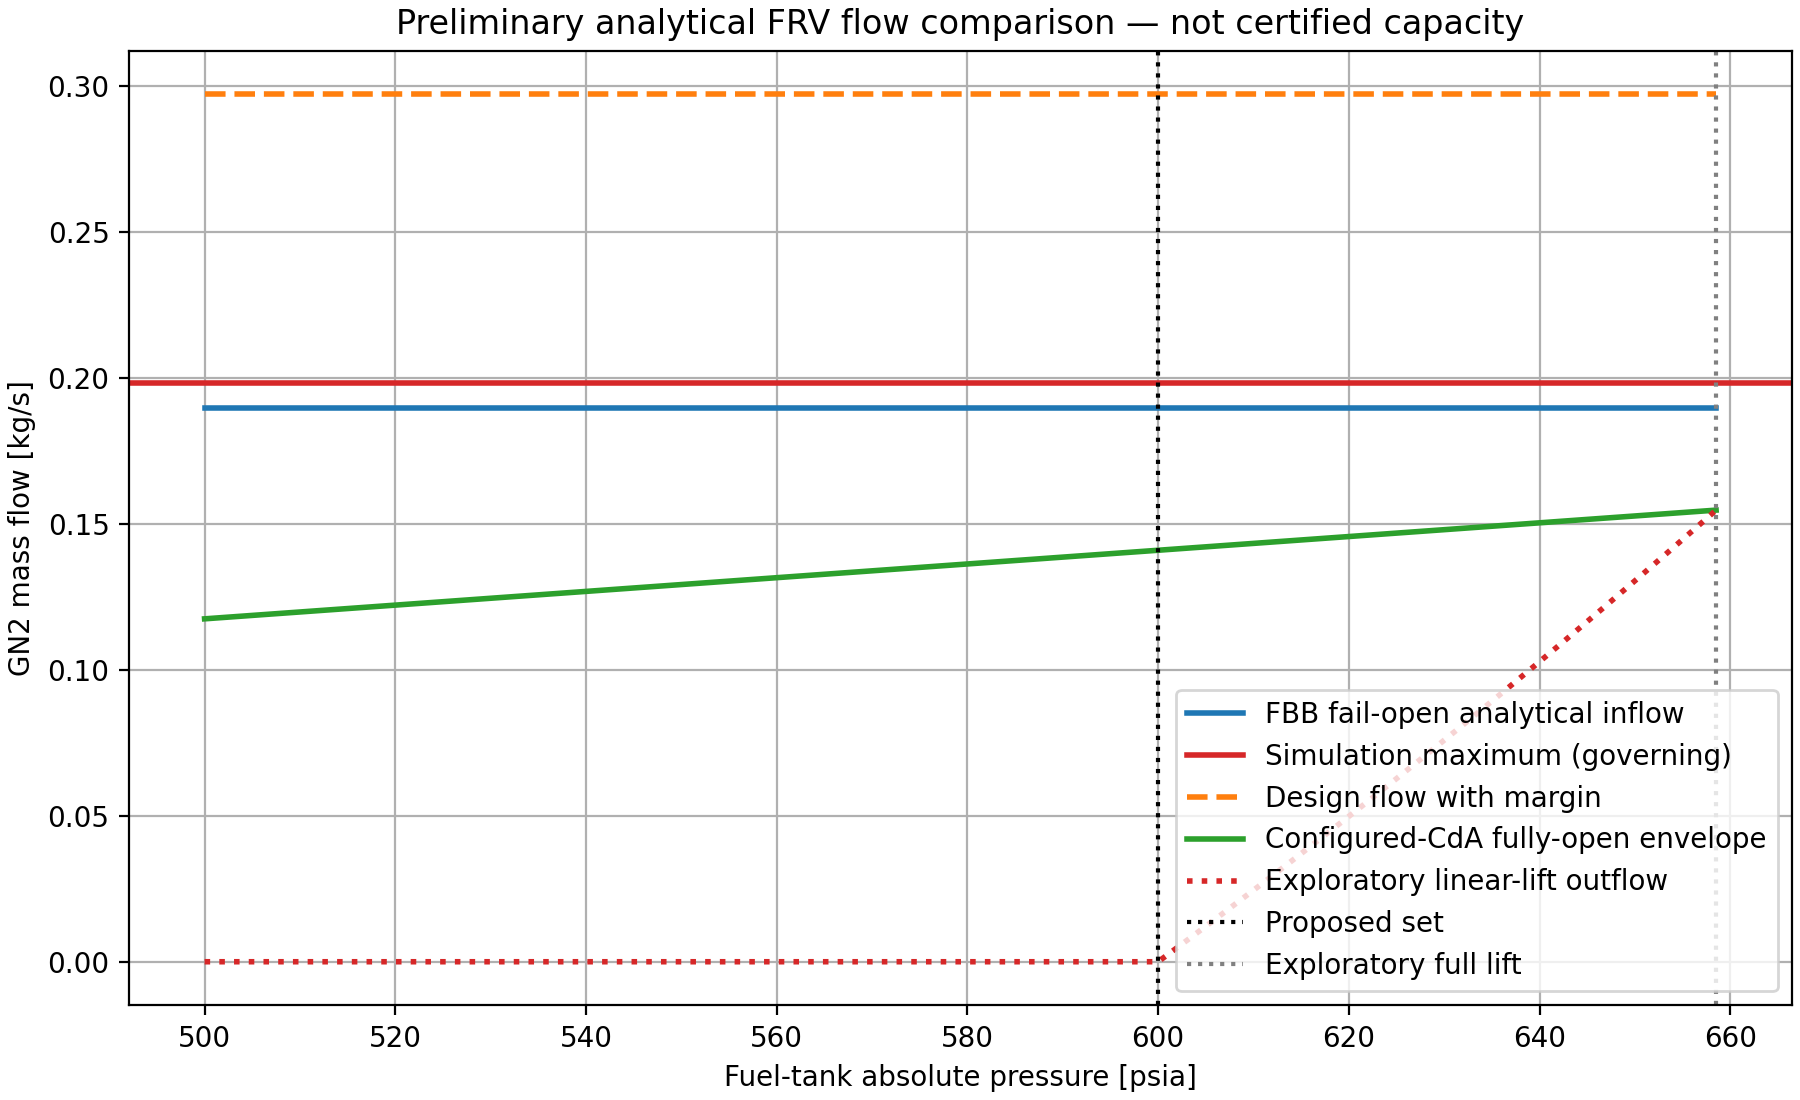 Preliminary analytical FRV flow comparison — not certified capacity
GN2 mass flow [kg/s]
0.30
0.25
0.20
0.15
0.10
0.05
0.00
FBB fail-open analytical inflow
Simulation maximum (governing)
Design flow with margin
Configured-CdA fully-open envelope
Exploratory linear-lift outflow
Proposed set
Exploratory full lift
500
520
540
560
580
600
620
640
660
Fuel-tank absolute pressure [psia]